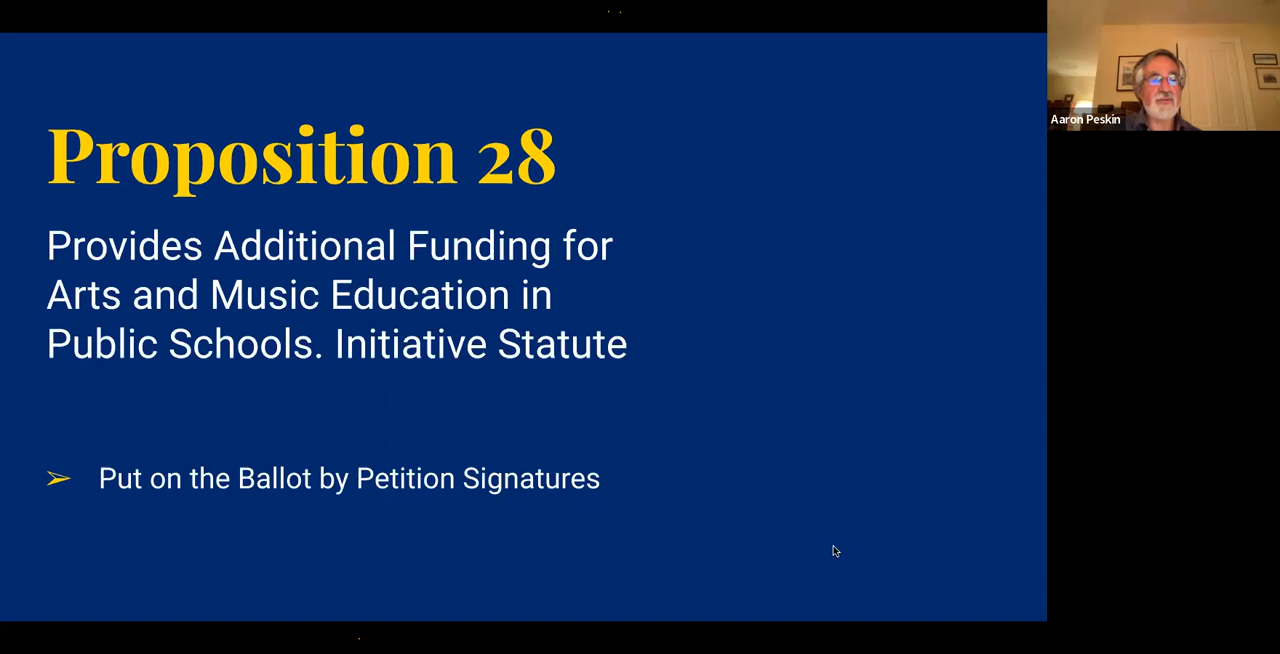 Proposition 28
Provides Additional Funding for
Arts and Music Education in
Public Schools. Initiative Statute
➢ Put on the Ballot by Petition Signatures
Aaron Peskin